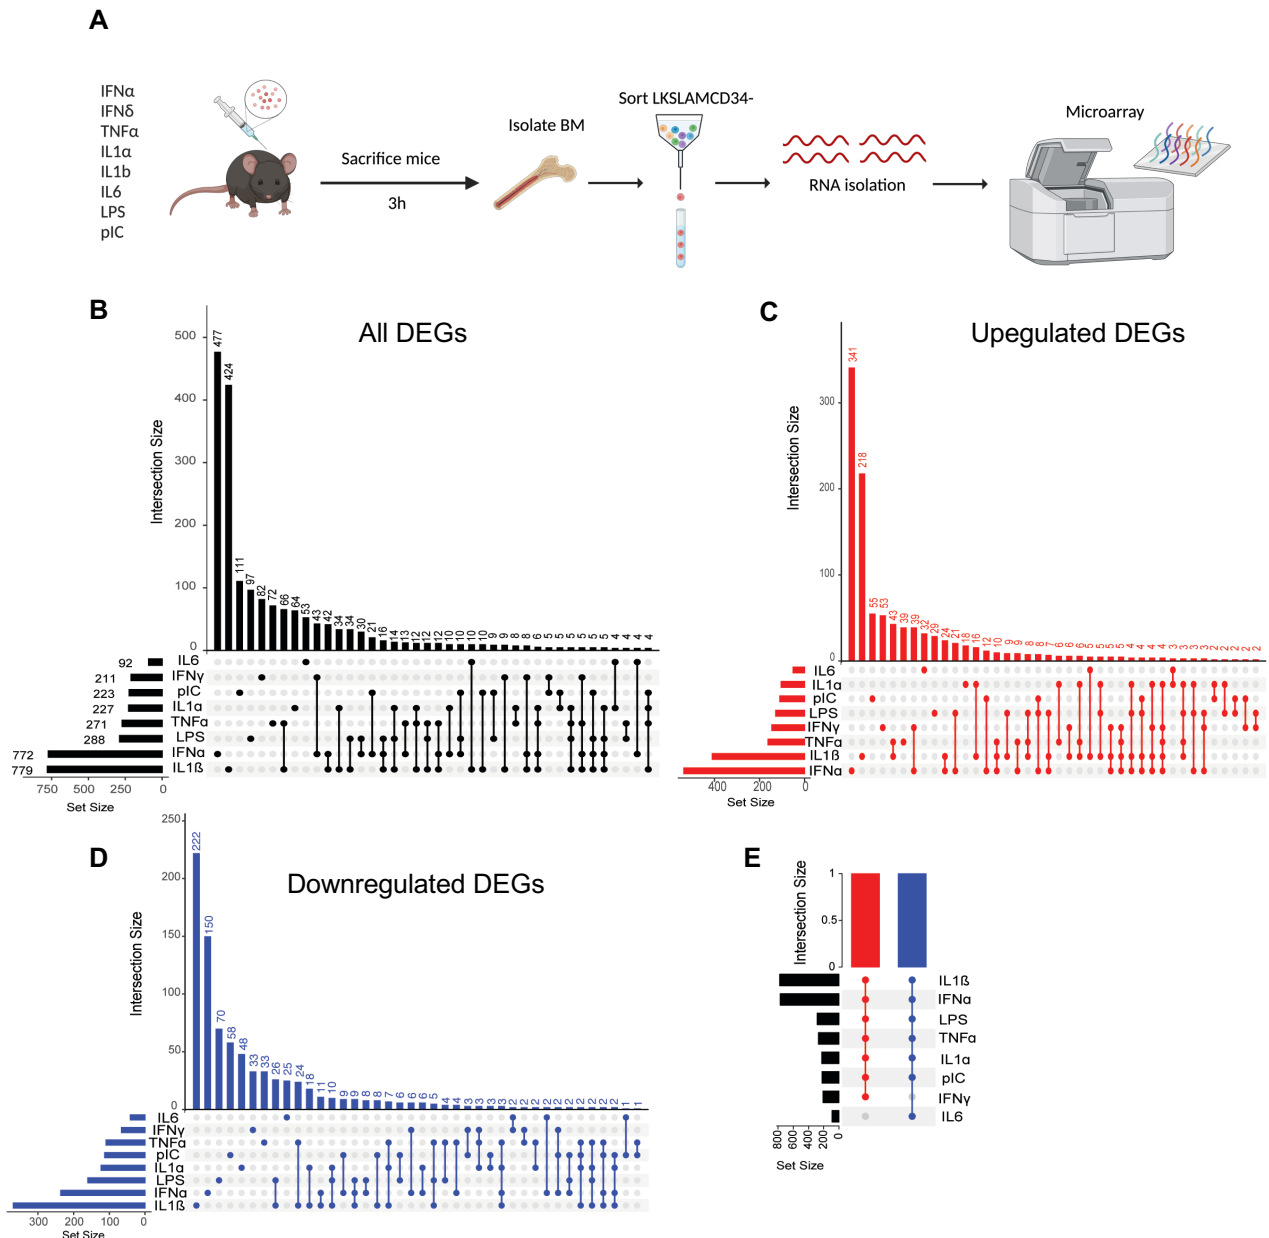 A
IFNα
IFNδ
TNFα
IL1α
IL1b
IL6
LPS
pIC
Sacrifice mice
3h
Isolate BM
Sort LKSLAMCD34-
RNA isolation
Microarray
B
All DEGs
Intersection Size
500
400
300
200
100
0
477 424 111 97 82 72 66 64 53 43 42 34 34 30 21 16 14 13 12 12 12 10 10 10 10 9 9 8 8 6 6 5 5 5 5 5 4 4 4 4
92 IL6
211 IFNγ
223 pIC
227 IL1α
271 TNFα
288 LPS
772 IFNα
779 IL1ß
750 500 250 0
Set Size
C
Upegulated DEGs
Intersection Size
300
200
100
0
341 218 55 53 43 39 39 32 29 24 21 18 16 12 10 9 9 8 8 7 6 6 6 5 5 5 5 4 4 4 4 3 3 3 3 2 2 2 2 2
IL6
IL1α
pIC
LPS
IFNγ
TNFα
IL1ß
IFNα
400 200 0
Set Size
D
Downregulated DEGs
Intersection Size
250
200
150
100
50
0
222 150 70 58 48 33 33 26 25 24 18 11 10 9 9 8 8 7 6 6 6 5 4 4 3 3 3 3 2 2 2 2 2 2 2 2 2 2 1 1
IL6
IFNγ
TNFα
pIC
IL1α
LPS
IFNα
IL1ß
300 200 100 0
Set Size
E
Intersection Size
1
0.5
0
IL1ß
IFNα
LPS
TNFα
IL1α
pIC
IFNγ
IL6
800 600 400 200 0
Set Size